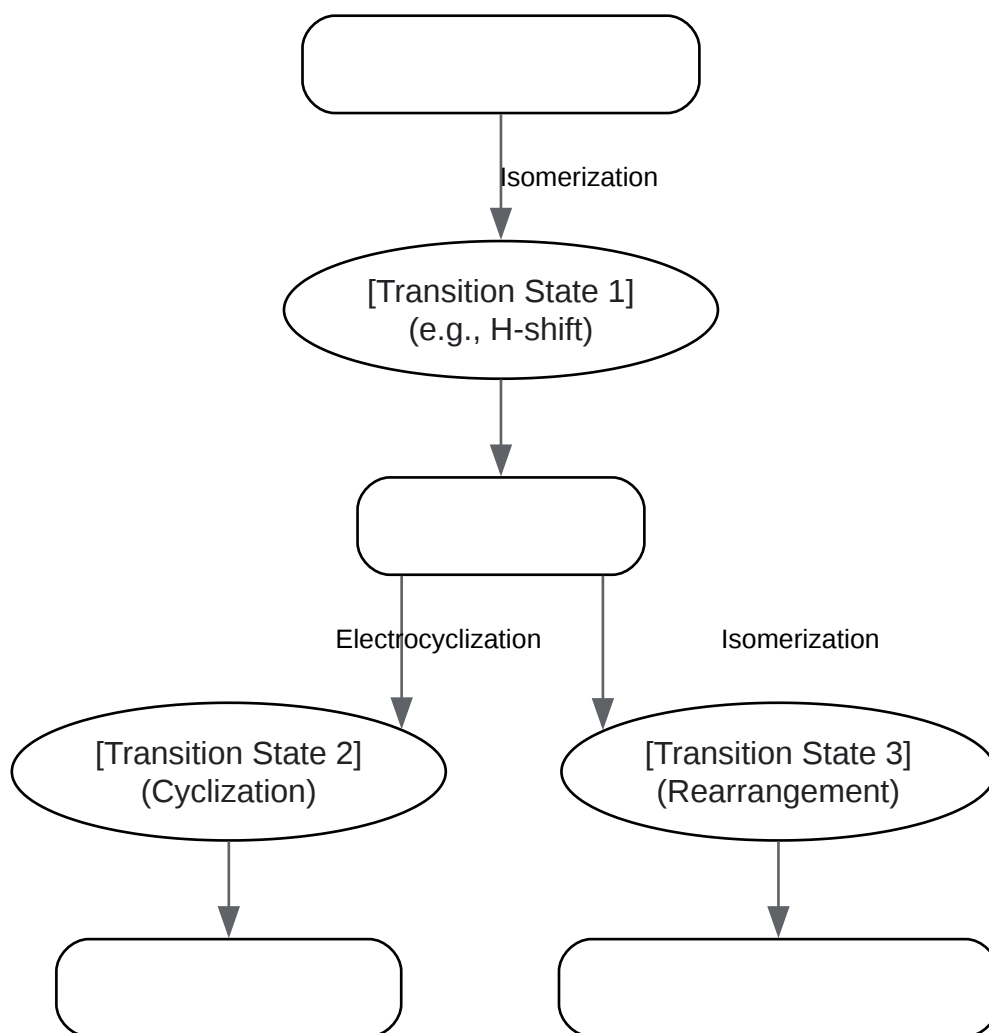 Isomerization
[Transition State 1]
(e.g., H-shift)
Electrocyclization
Isomerization
[Transition State 2]
(Cyclization)
[Transition State 3]
(Rearrangement)